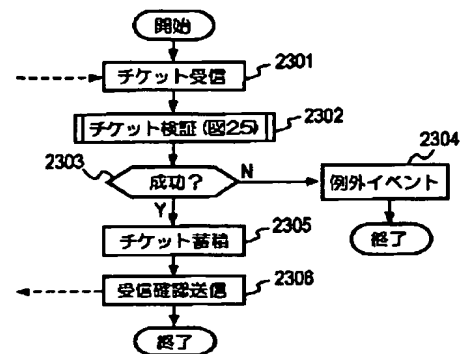 開始
チケット受信 2301
チケット検証(図25) 2302
2303 成功? N 2304
例外イベント
Y
終了
チケット蓄積 2305
受信確認送信 2306
終了